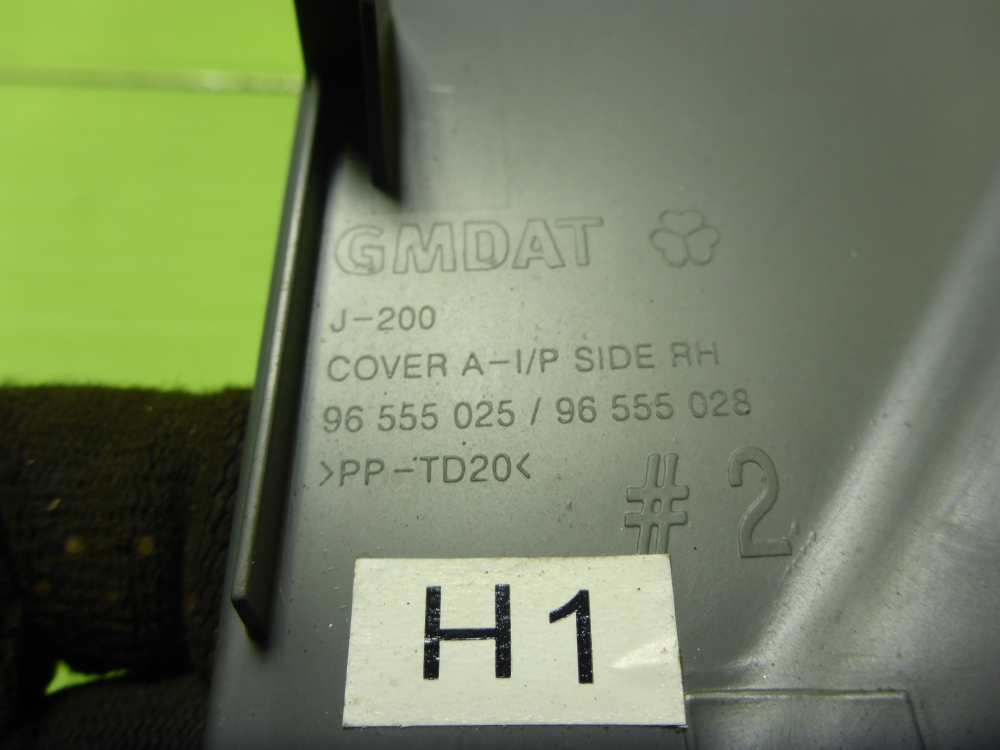 GMDAT
J-200
COVER A-I/P SIDE RH
96 555 025 / 96 555 028
>PP-TD20<
# 2
H1